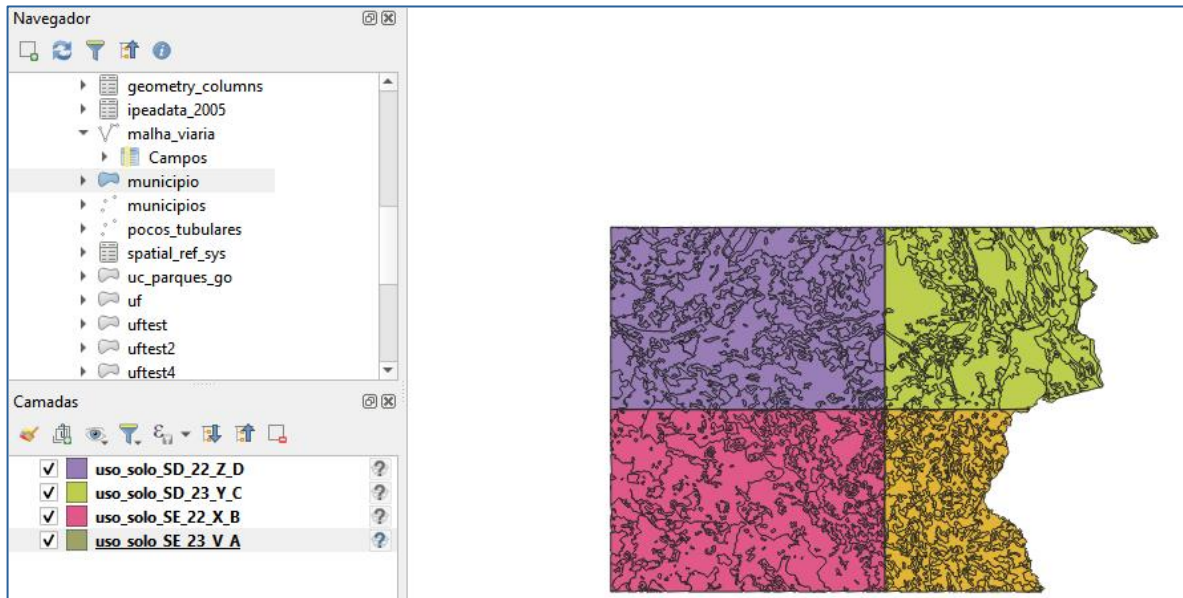 Navegador
geometry_columns
ipeadata_2005
malha_viaria
Campos
municipio
municipios
pocos_tubulares
spatial_ref_sys
uc_parques_go
uf
uftest
uftest2
uftest4
Camadas
uso_solo_SD_22_Z_D
uso_solo_SD_23_Y_C
uso_solo_SE_22_X_B
uso_solo_SE_23_V_A